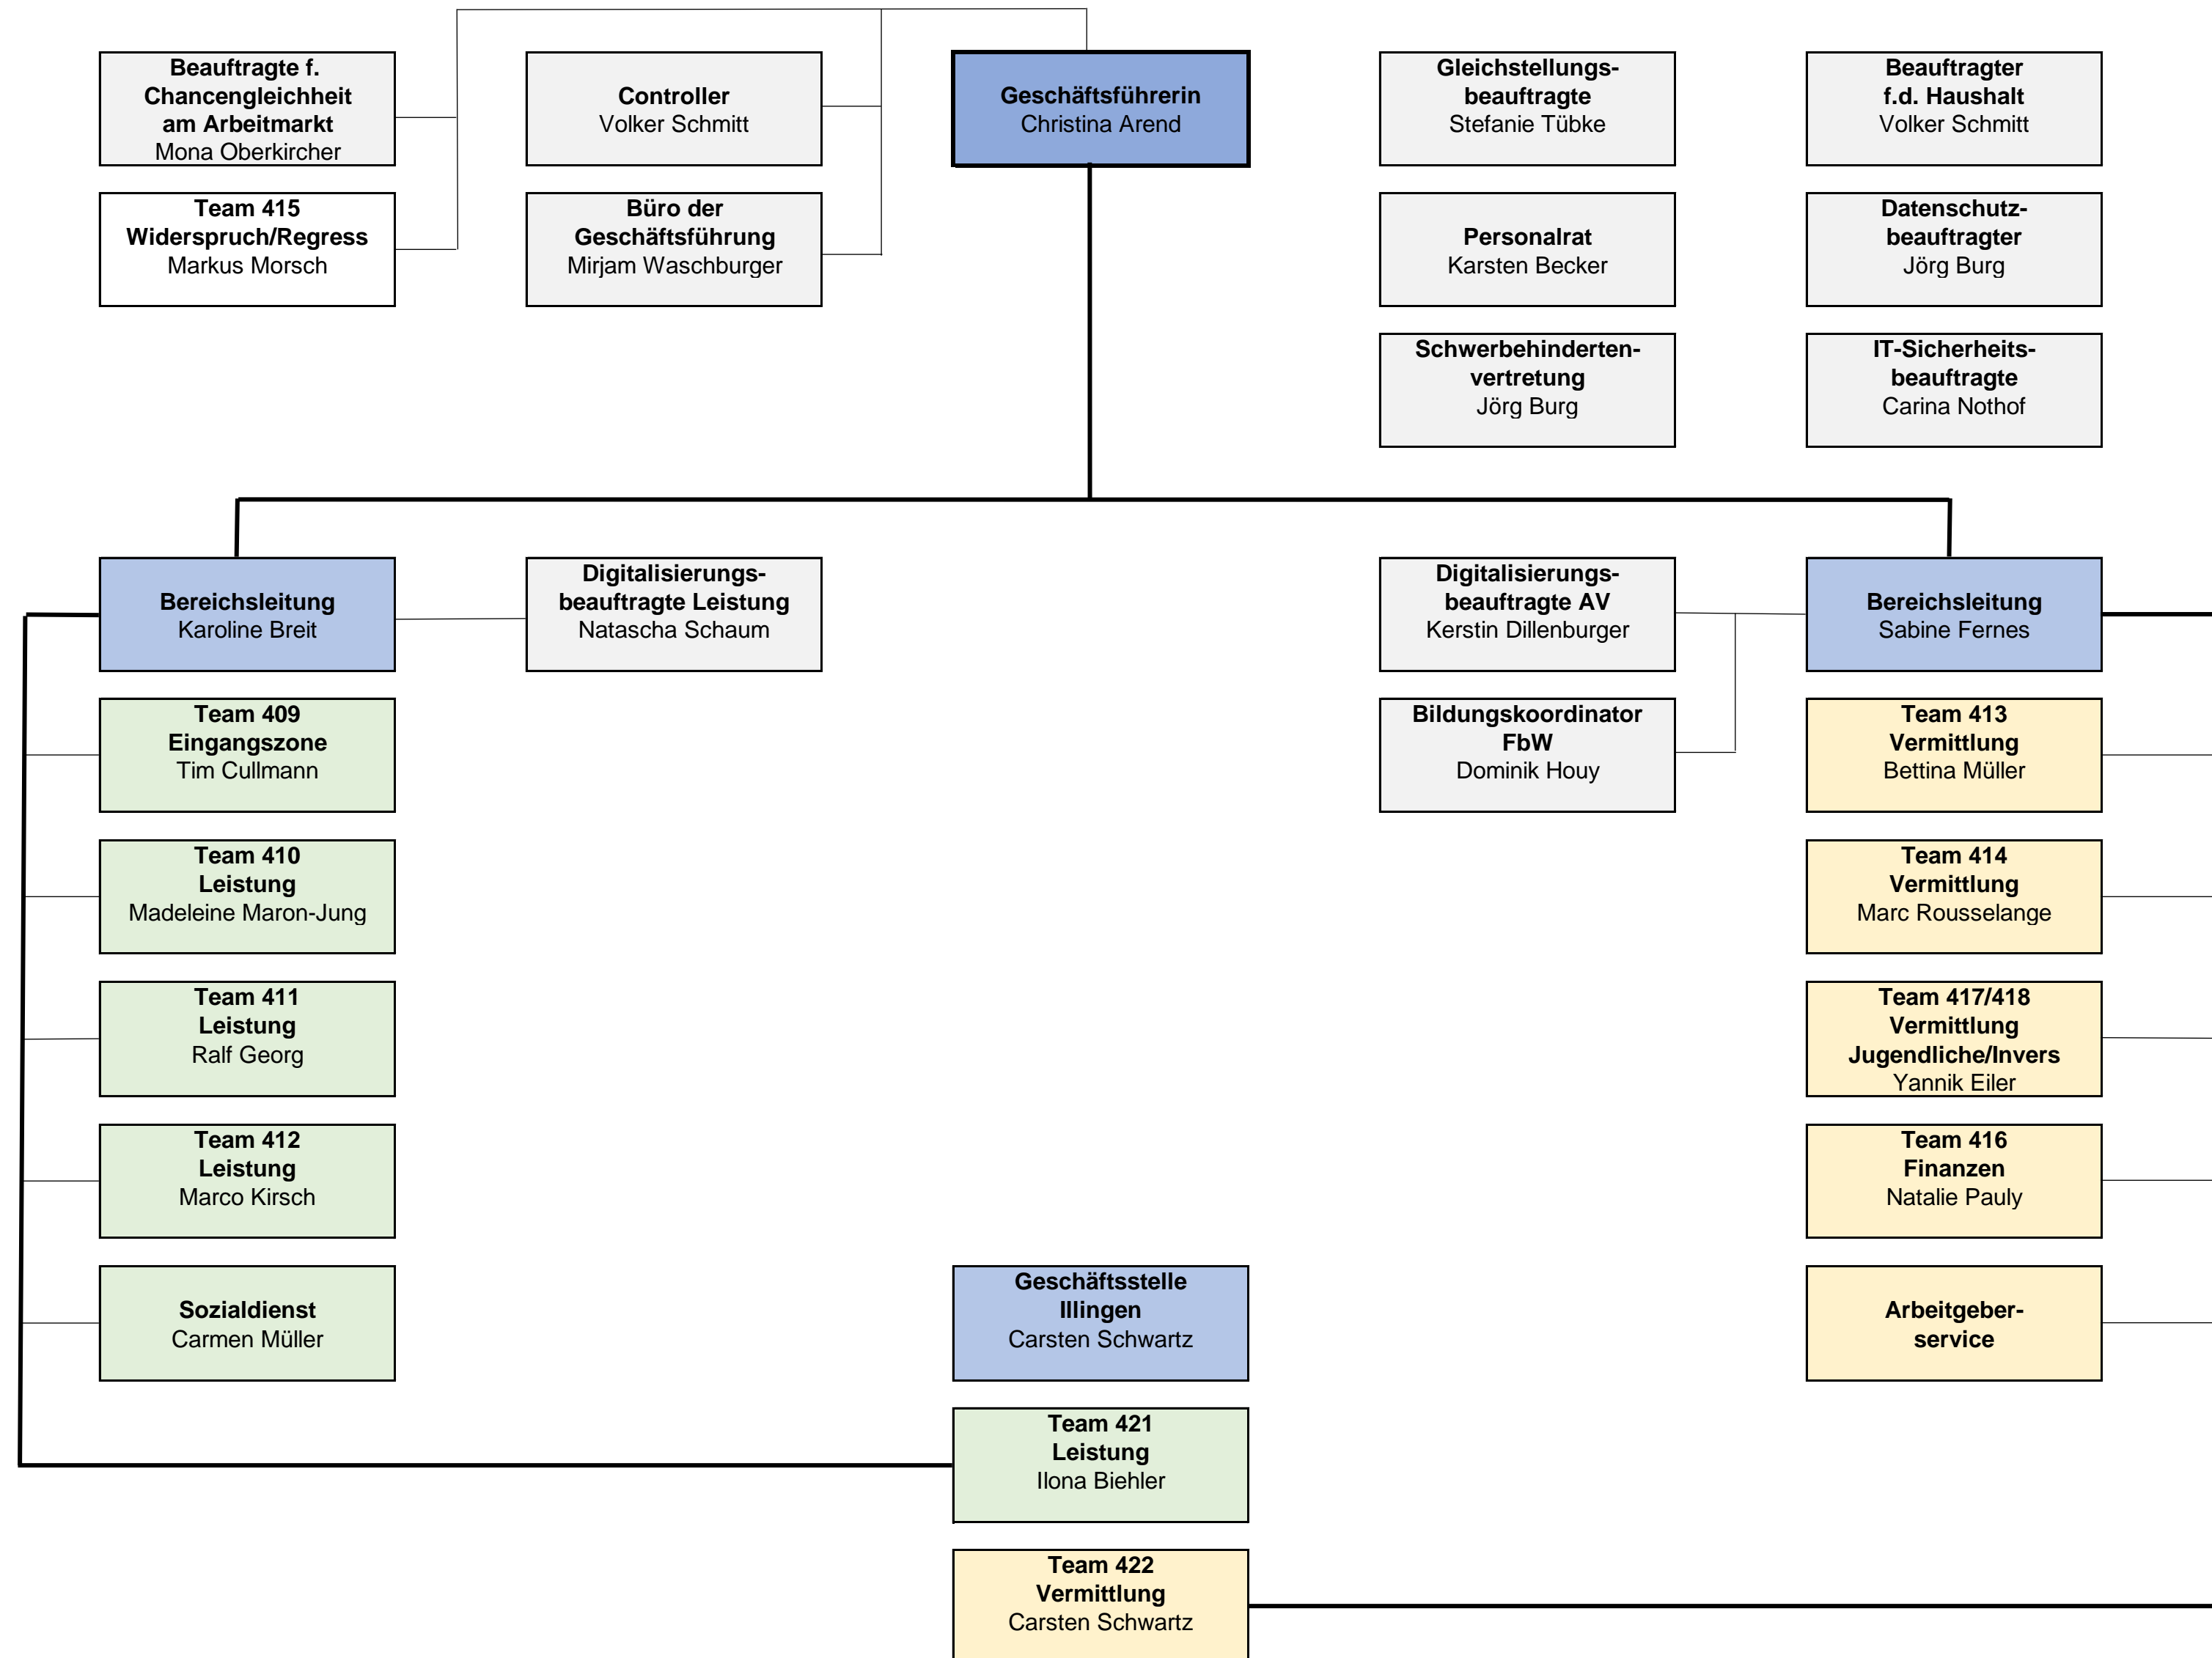 Beauftragte f.
Chancengleichheit
am Arbeitmarkt
Mona Oberkircher
Controller
Volker Schmitt
Geschäftsführerin
Christina Arend
Gleichstellungs-
beauftragte
Stefanie Tübke
Beauftragter
f.d. Haushalt
Volker Schmitt
Team 415
Widerspruch/Regress
Markus Morsch
Büro der
Geschäftsführung
Mirjam Waschburger
Personalrat
Karsten Becker
Datenschutz-
beauftragter
Jörg Burg
Schwerbehinderten-
vertretung
Jörg Burg
IT-Sicherheits-
beauftragte
Carina Nothof
Bereichsleitung
Karoline Breit
Digitalisierungs-
beauftragte Leistung
Natascha Schaum
Digitalisierungs-
beauftragte AV
Kerstin Dillenburger
Bereichsleitung
Sabine Fernes
Team 409
Eingangszone
Tim Cullmann
Bildungskoordinator
FbW
Dominik Houy
Team 413
Vermittlung
Bettina Müller
Team 410
Leistung
Madeleine Maron-Jung
Team 414
Vermittlung
Marc Rousselange
Team 411
Leistung
Ralf Georg
Team 417/418
Vermittlung
Jugendliche/Invers
Yannik Eiler
Team 412
Leistung
Marco Kirsch
Team 416
Finanzen
Natalie Pauly
Sozialdienst
Carmen Müller
Geschäftsstelle
Illingen
Carsten Schwartz
Arbeitgeber-
service
Team 421
Leistung
Ilona Biehler
Team 422
Vermittlung
Carsten Schwartz